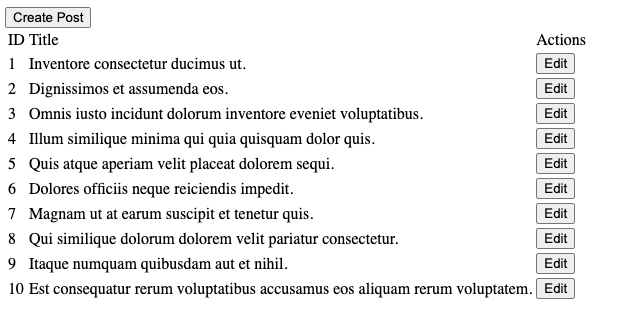 Create Post
ID Title Actions
1 Inventore consectetur ducimus ut. Edit
2 Dignissimos et assumenda eos. Edit
3 Omnis iusto incidunt dolorum inventore eveniet voluptatibus. Edit
4 Illum similique minima qui quia quisquam dolor quis. Edit
5 Quis atque aperiam velit placeat dolorem sequi. Edit
6 Dolores officiis neque reiciendis impedit. Edit
7 Magnam ut at earum suscipit et tenetur quis. Edit
8 Qui similique dolorum dolorem velit pariatur consectetur. Edit
9 Itaque numquam quibusdam aut et nihil. Edit
10 Est consequatur rerum voluptatibus accusamus eos aliquam rerum voluptatem. Edit